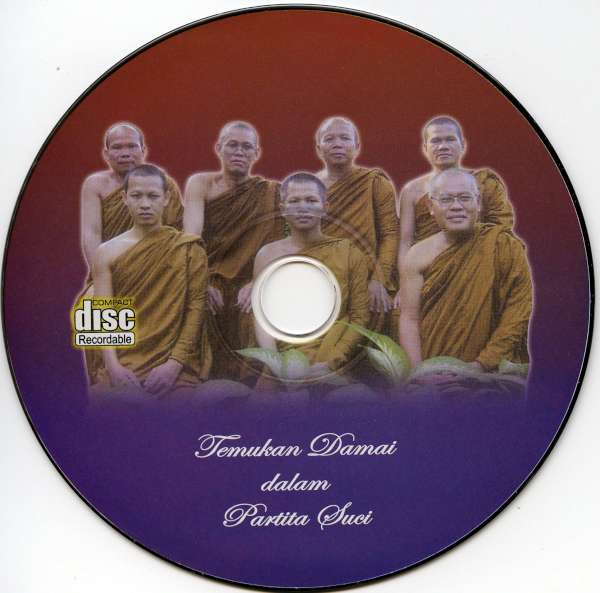 COMPACT
disc
Recordable
Temukan Damai
dalam
Partita Suci